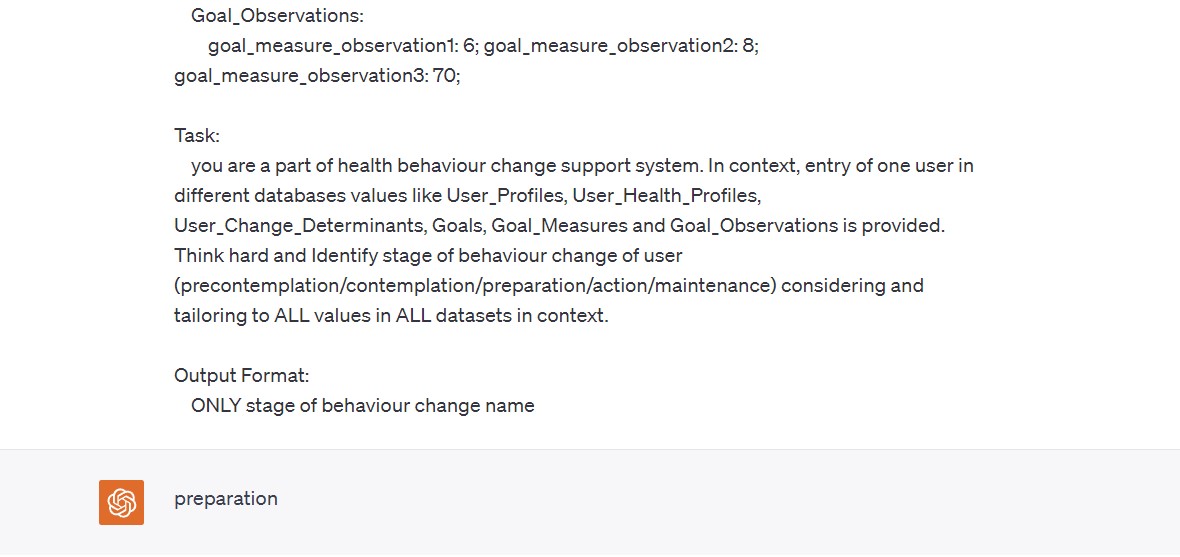 Goal_Observations:
goal_measure_observation1: 6; goal_measure_observation2: 8;
goal_measure_observation3: 70;
Task:
you are a part of health behaviour change support system. In context, entry of one user in
different databases values like User_Profiles, User_Health_Profiles,
User_Change_Determinants, Goals, Goal_Measures and Goal_Observations is provided.
Think hard and Identify stage of behaviour change of user
(precontemplation/contemplation/preparation/action/maintenance) considering and
tailoring to ALL values in ALL datasets in context.
Output Format:
ONLY stage of behaviour change name
preparation